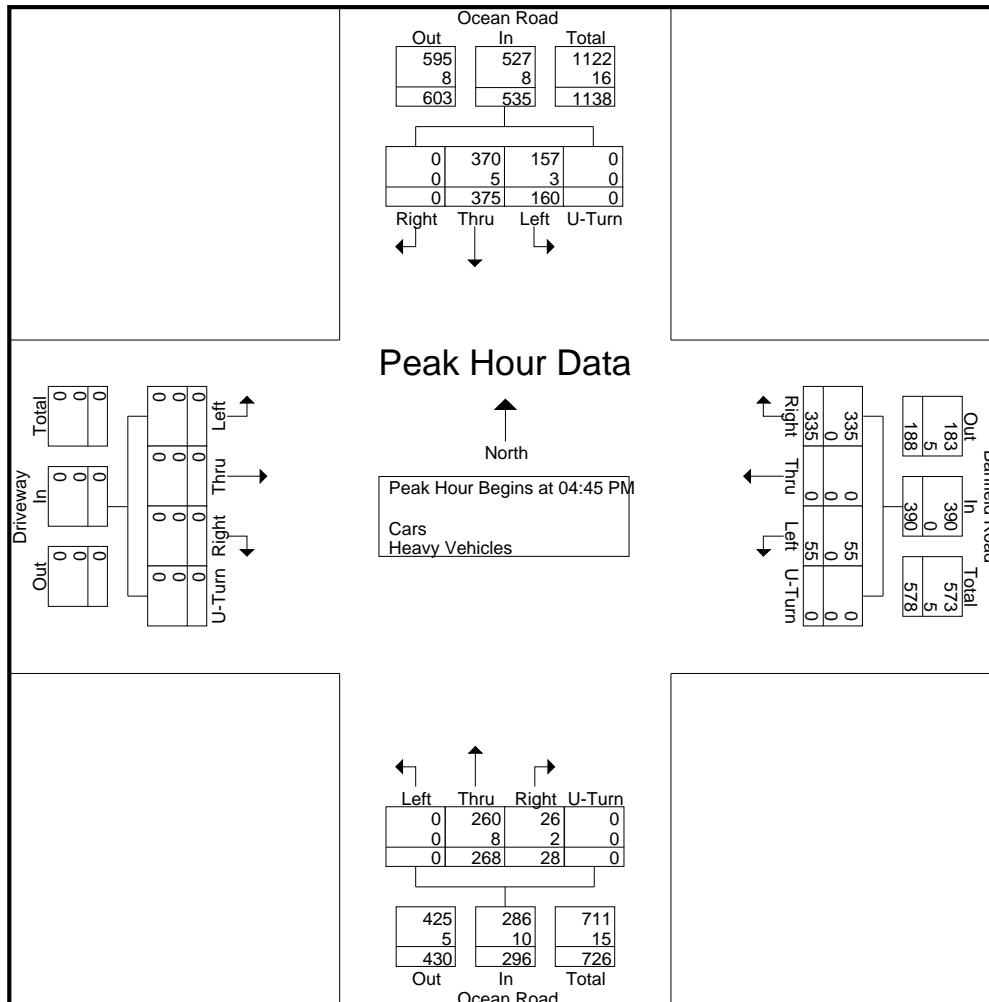 Ocean Road
Out In Total
595 527 1122
8 8 16
603 535 1138
0 370 157 0
0 5 3 0
0 375 160 0
Right Thru Left U-Turn
Peak Hour Data
North
Peak Hour Begins at 04:45 PM
Cars
Heavy Vehicles
Driveway
Out In Total
0 0 0
0 0 0
0 0 0
U-Turn Right Thru Left
0 0 0 0
0 0 0 0
0 0 0 0
Out In Total
183 390 573
5 0 5
188 390 578
335 0 55 0
0 0 0 0
335 0 55 0
Right Thru Left U-Turn
Left Thru Right U-Turn
0 260 26 0
0 8 2 0
0 268 28 0
425 286 711
5 10 15
430 296 726
Out In Total
Ocean Road